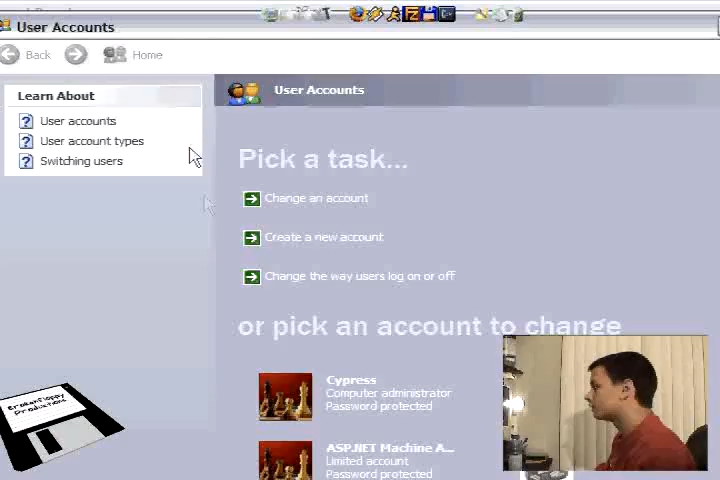 User Accounts
Back
Home
Learn About
User accounts
User account types
Switching users
User Accounts
Pick a task...
Change an account
Create a new account
Change the way users log on or off
or pick an account to change
Cypress
Computer administrator
Password protected
ASP.NET Machine A...
Limited account
Password protected
BrokenFloppy
Productions